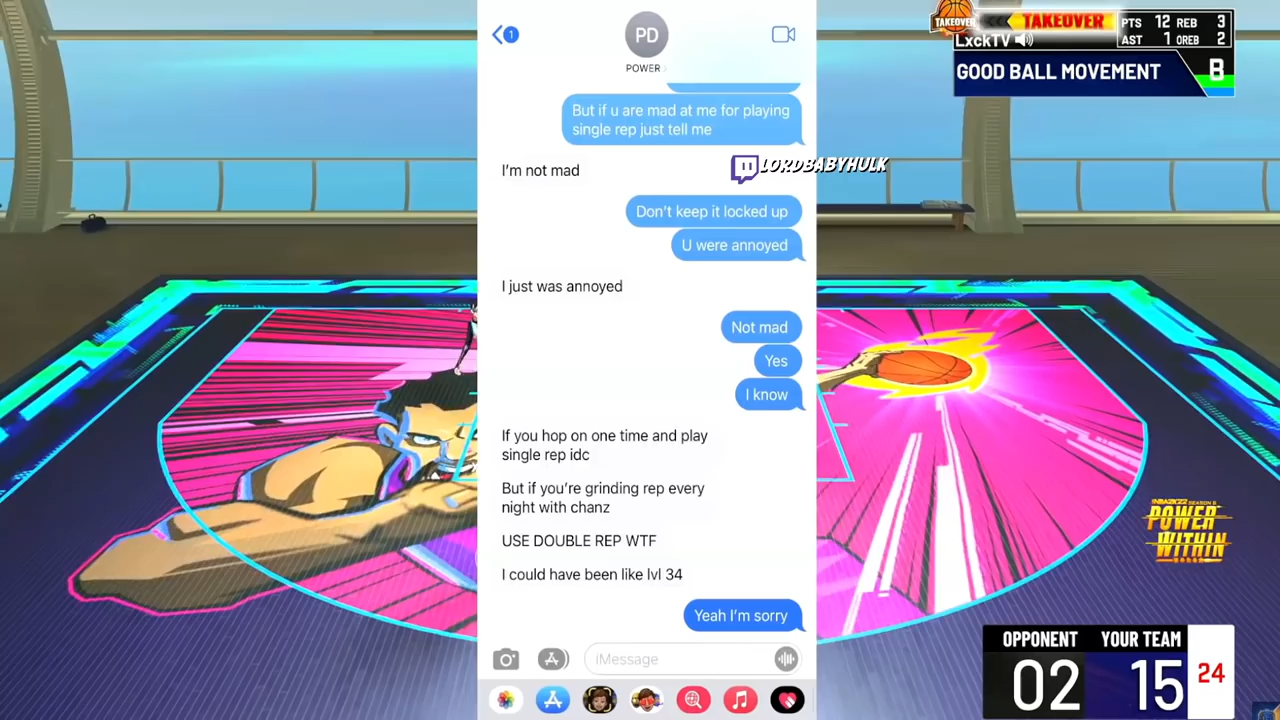 TAKEOVER
TAKEOVER
PTS 12 REB 3
AST 1 OREB 2
LxckTV
GOOD BALL MOVEMENT
B
1
PD
POWER
But if u are mad at me for playing
single rep just tell me
I'm not mad
LORDBABYHULK
Don't keep it locked up
U were annoyed
I just was annoyed
Not mad
Yes
I know
If you hop on one time and play
single rep idc
But if you're grinding rep every
night with chanz
USE DOUBLE REP WTF
I could have been like lvl 34
Yeah I'm sorry
iMessage
NBA2K22 SEASON 6
POWER
WITHIN
OPPONENT YOUR TEAM
02 15 24